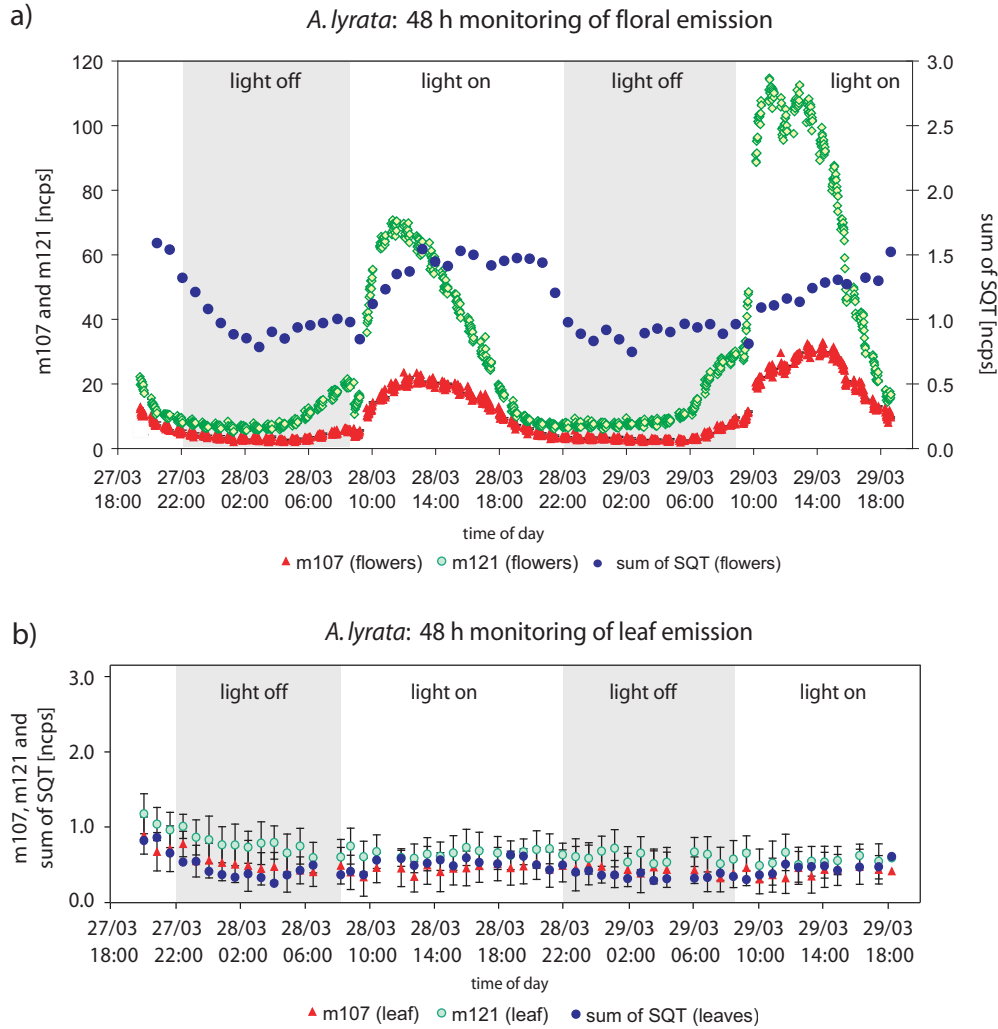 a)
A. lyrata: 48 h monitoring of floral emission
m107 and m121 [ncps]
120
100
80
60
40
20
0
light off
light on
light off
light on
3.0
2.5
2.0
1.5
1.0
0.5
0.0
sum of SQT [ncps]
27/03 27/03 28/03 28/03 28/03 28/03 28/03 28/03 29/03 29/03 29/03 29/03 29/03
18:00 22:00 02:00 06:00 10:00 14:00 18:00 22:00 02:00 06:00 10:00 14:00 18:00
time of day
m107 (flowers) m121 (flowers) sum of SQT (flowers)
b)
A. lyrata: 48 h monitoring of leaf emission
m107, m121 and
sum of SQT [ncps]
3.0
2.0
1.0
0.0
light off
light on
light off
light on
27/03 27/03 28/03 28/03 28/03 28/03 28/03 28/03 29/03 29/03 29/03 29/03 29/03
18:00 22:00 02:00 06:00 10:00 14:00 18:00 22:00 02:00 06:00 10:00 14:00 18:00
time of day
m107 (leaf) m121 (leaf) sum of SQT (leaves)